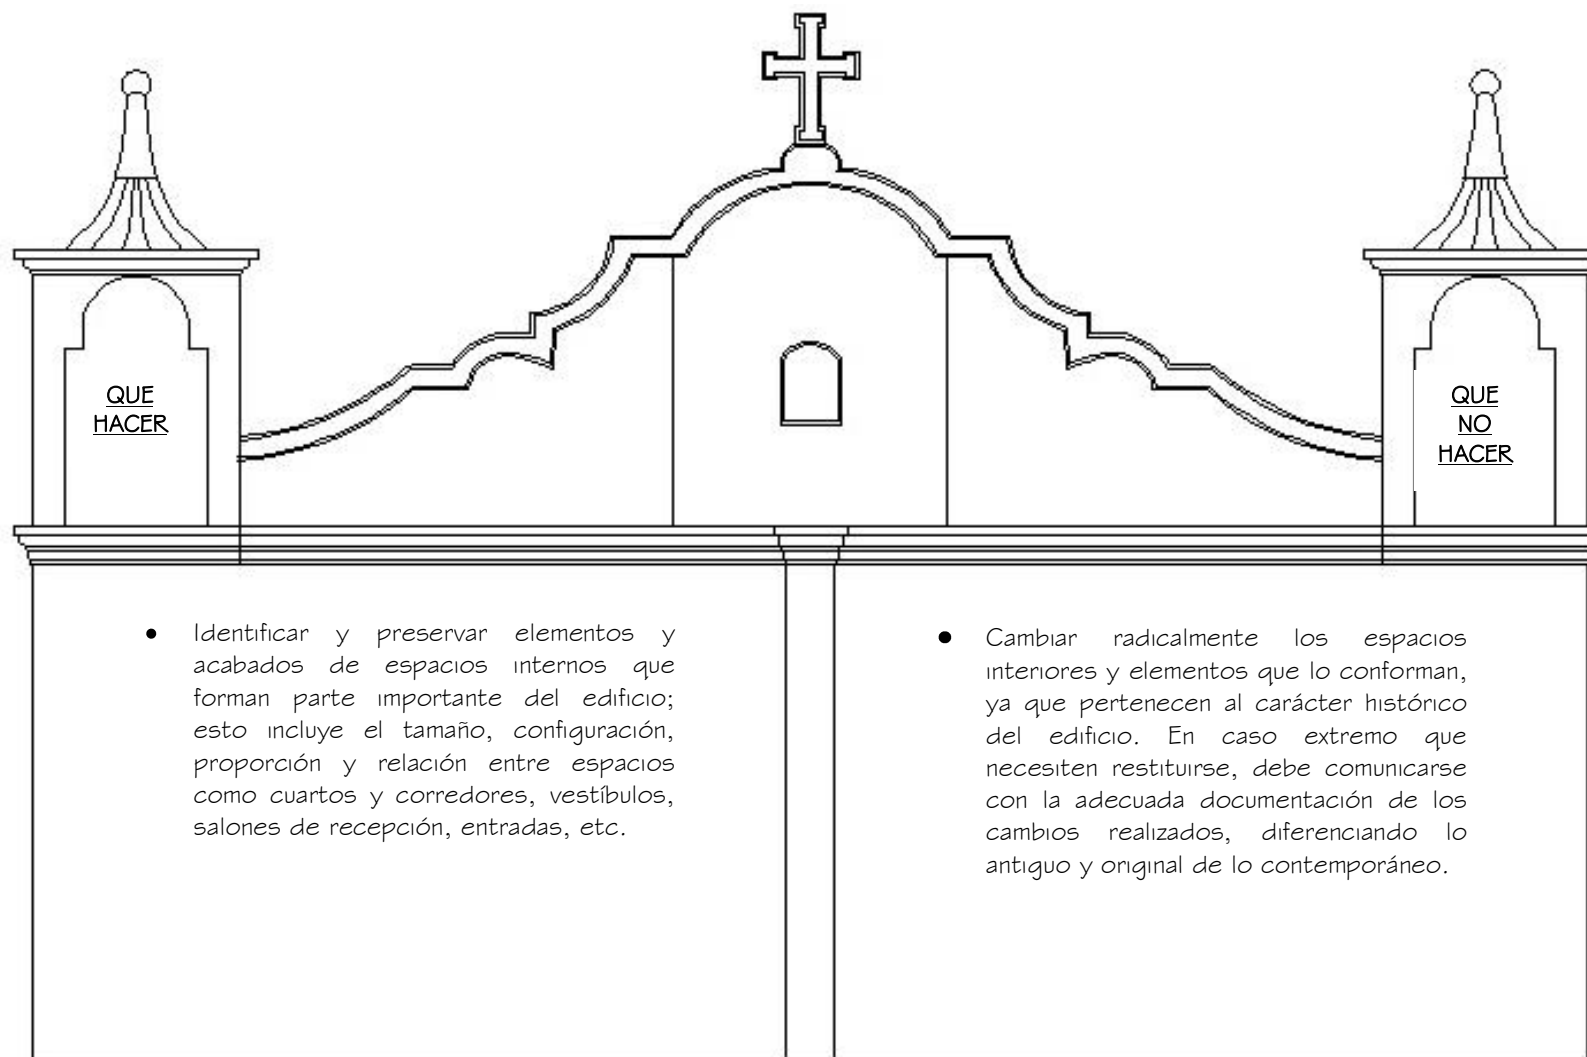 QUE
HACER
QUE
NO
HACER
• Identificar y preservar elementos y
acabados de espacios internos que
forman parte importante del edificio;
esto incluye el tamaño, configuración,
proporción y relación entre espacios
como cuartos y corredores, vestíbulos,
salones de recepción, entradas, etc.
• Cambiar radicalmente los espacios
interiores y elementos que lo conforman,
ya que pertenecen al carácter histórico
del edificio. En caso extremo que
necesiten restituirse, debe comunicarse
con la adecuada documentación de los
cambios realizados, diferenciando lo
antiguo y original de lo contemporáneo.